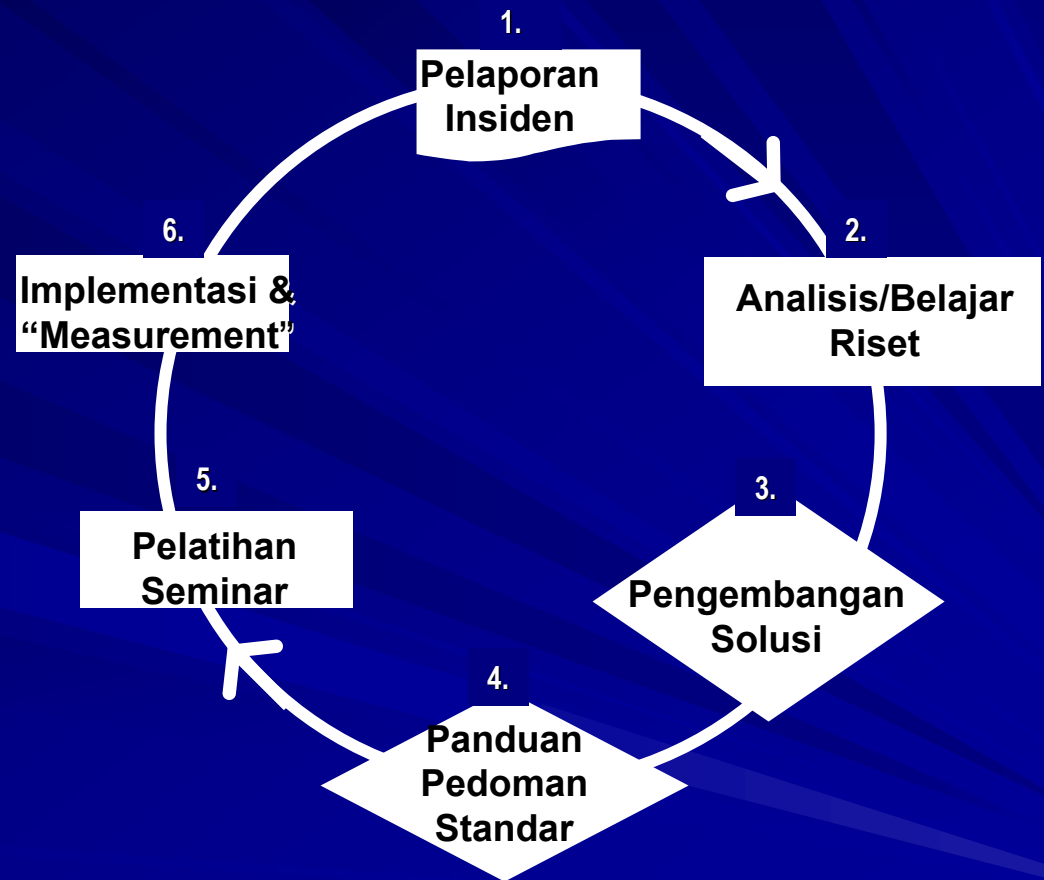 1.
Pelaporan
Insiden
2.
Analisis/Belajar
Riset
3.
Pengembangan
Solusi
4.
Panduan
Pedoman
Standar
5.
Pelatihan
Seminar
6.
Implementasi &
“Measurement”